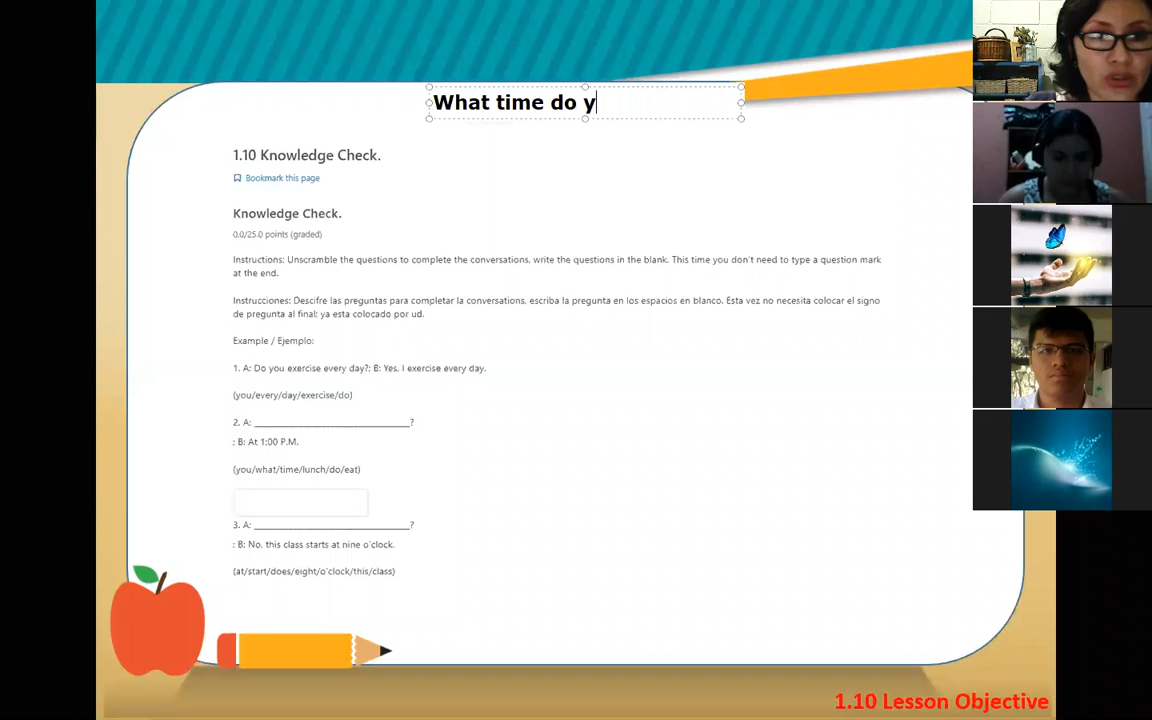 What time do y
1.10 Knowledge Check.
Bookmark this page
Knowledge Check.
0.0/25.0 points (graded)
Instructions: Unscramble the questions to complete the conversations, write the questions in the blank. This time you don't need to type a question mark
at the end.
Instrucciones: Descifre las preguntas para completar la conversations, escriba la pregunta en los espacios en blanco. Esta vez no necesita colocar el signo
de pregunta al final; ya esta colocado por ud.
Example / Ejemplo:
1. A: Do you exercise every day?; B: Yes, I exercise every day.
(you/every/day/exercise/do)
2. A: ______________________________?
: B: At 1:00 P.M.
(you/what/time/lunch/do/eat)
3. A: ______________________________?
: B: No, this class starts at nine o'clock.
(at/start/does/eight/o'clock/this/class)
1.10 Lesson Objective